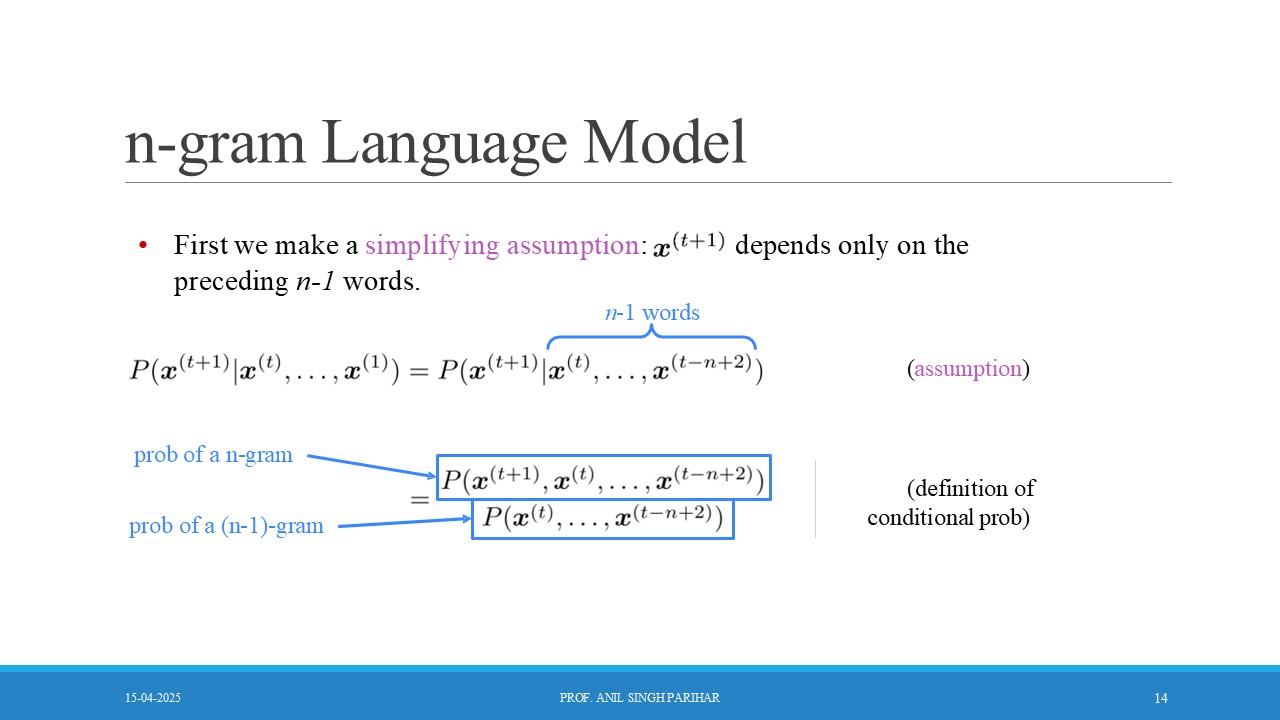 n-gram Language Model
• First we make a simplifying assumption: 𝒙⁽ᵗ⁺¹⁾ depends only on the
preceding n-1 words.
n-1 words
P(𝒙^(t+1)|𝒙^(t), . . . , 𝒙^(1)) = P(𝒙^(t+1)|𝒙^(t), . . . , 𝒙^(t−n+2))
(assumption)
prob of a n-gram
= P(𝒙^(t+1), 𝒙^(t), . . . , 𝒙^(t−n+2))
prob of a (n-1)-gram
P(𝒙^(t), . . . , 𝒙^(t−n+2))
(definition of
conditional prob)
15-04-2025
PROF. ANIL SINGH PARIHAR
14